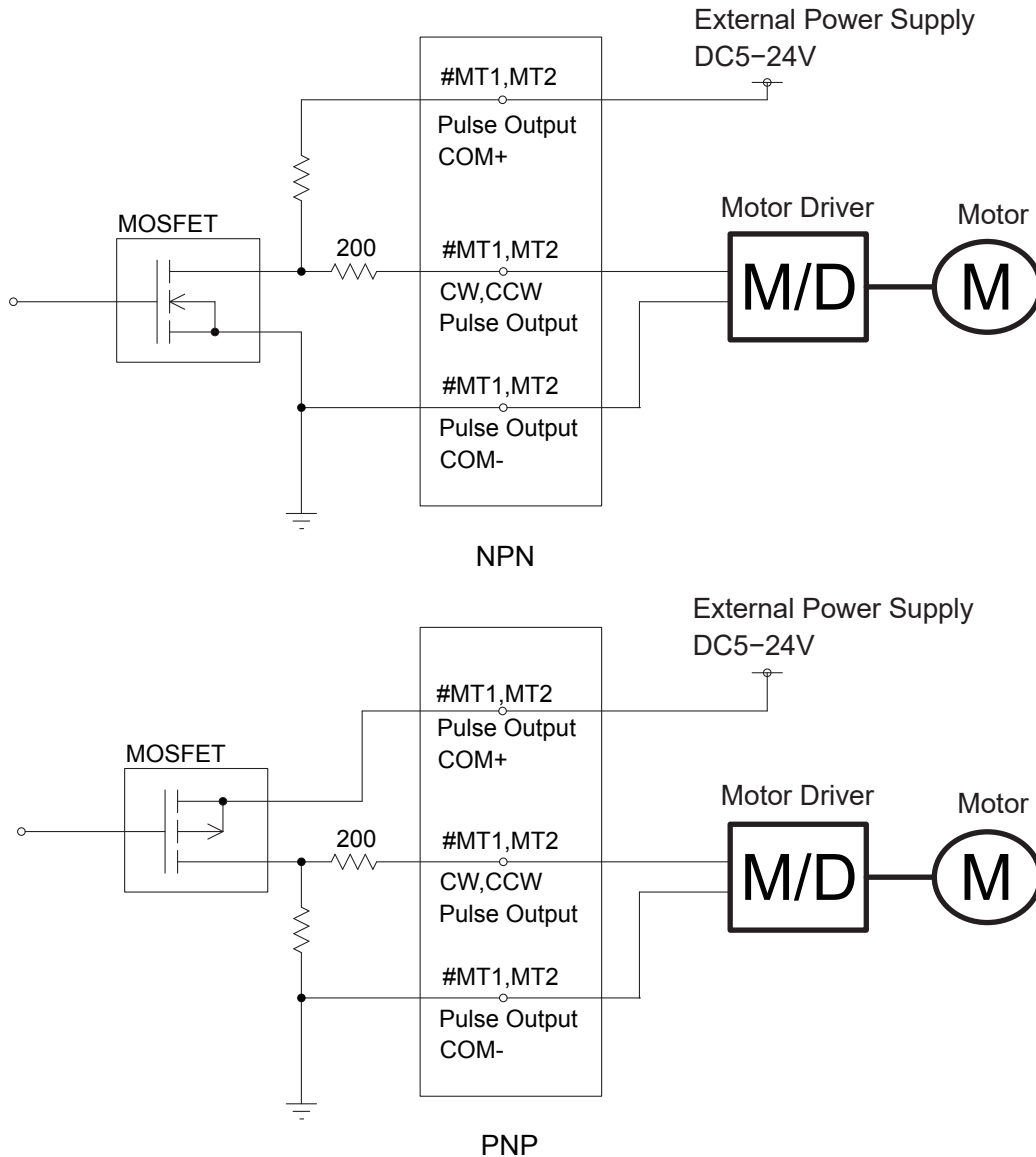 External Power Supply
DC5−24V
#MT1,MT2
Pulse Output
COM+
MOSFET
200
#MT1,MT2
CW,CCW
Pulse Output
Motor Driver
M/D
Motor
M
#MT1,MT2
Pulse Output
COM-
NPN
External Power Supply
DC5−24V
#MT1,MT2
Pulse Output
COM+
MOSFET
200
#MT1,MT2
CW,CCW
Pulse Output
Motor Driver
M/D
Motor
M
#MT1,MT2
Pulse Output
COM-
PNP